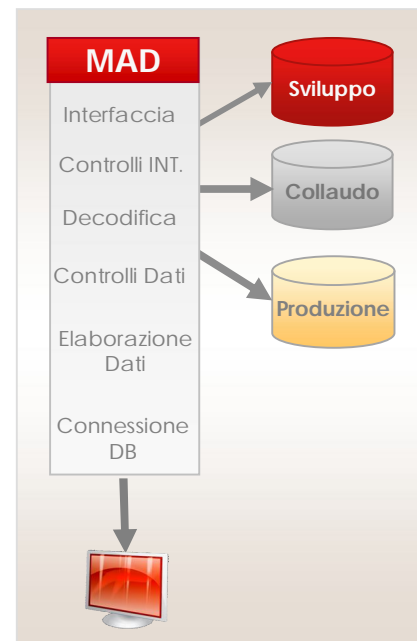 MAD
Interfaccia
Controlli INT.
Decodifica
Controlli Dati
Elaborazione
Dati
Connessione
DB
Sviluppo
Collaudo
Produzione